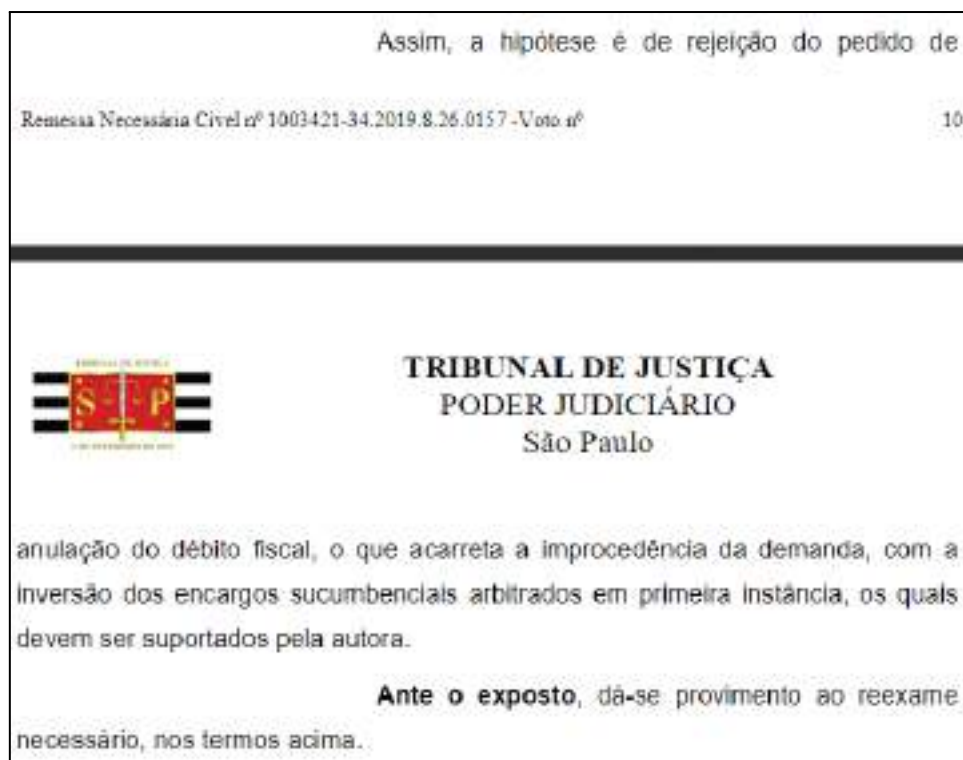 Assim, a hipótese é de rejeição do pedido de
Remessa Necessária Cível nº 1003421-34.2019.8.26.0157 -Voto nº 10
S P
TRIBUNAL DE JUSTIÇA
PODER JUDICIÁRIO
São Paulo
anulação do débito fiscal, o que acarreta a improcedência da demanda, com a
inversão dos encargos sucumbenciais arbitrados em primeira instância, os quais
devem ser suportados pela autora.
Ante o exposto, dá-se provimento ao reexame
necessário, nos termos acima.